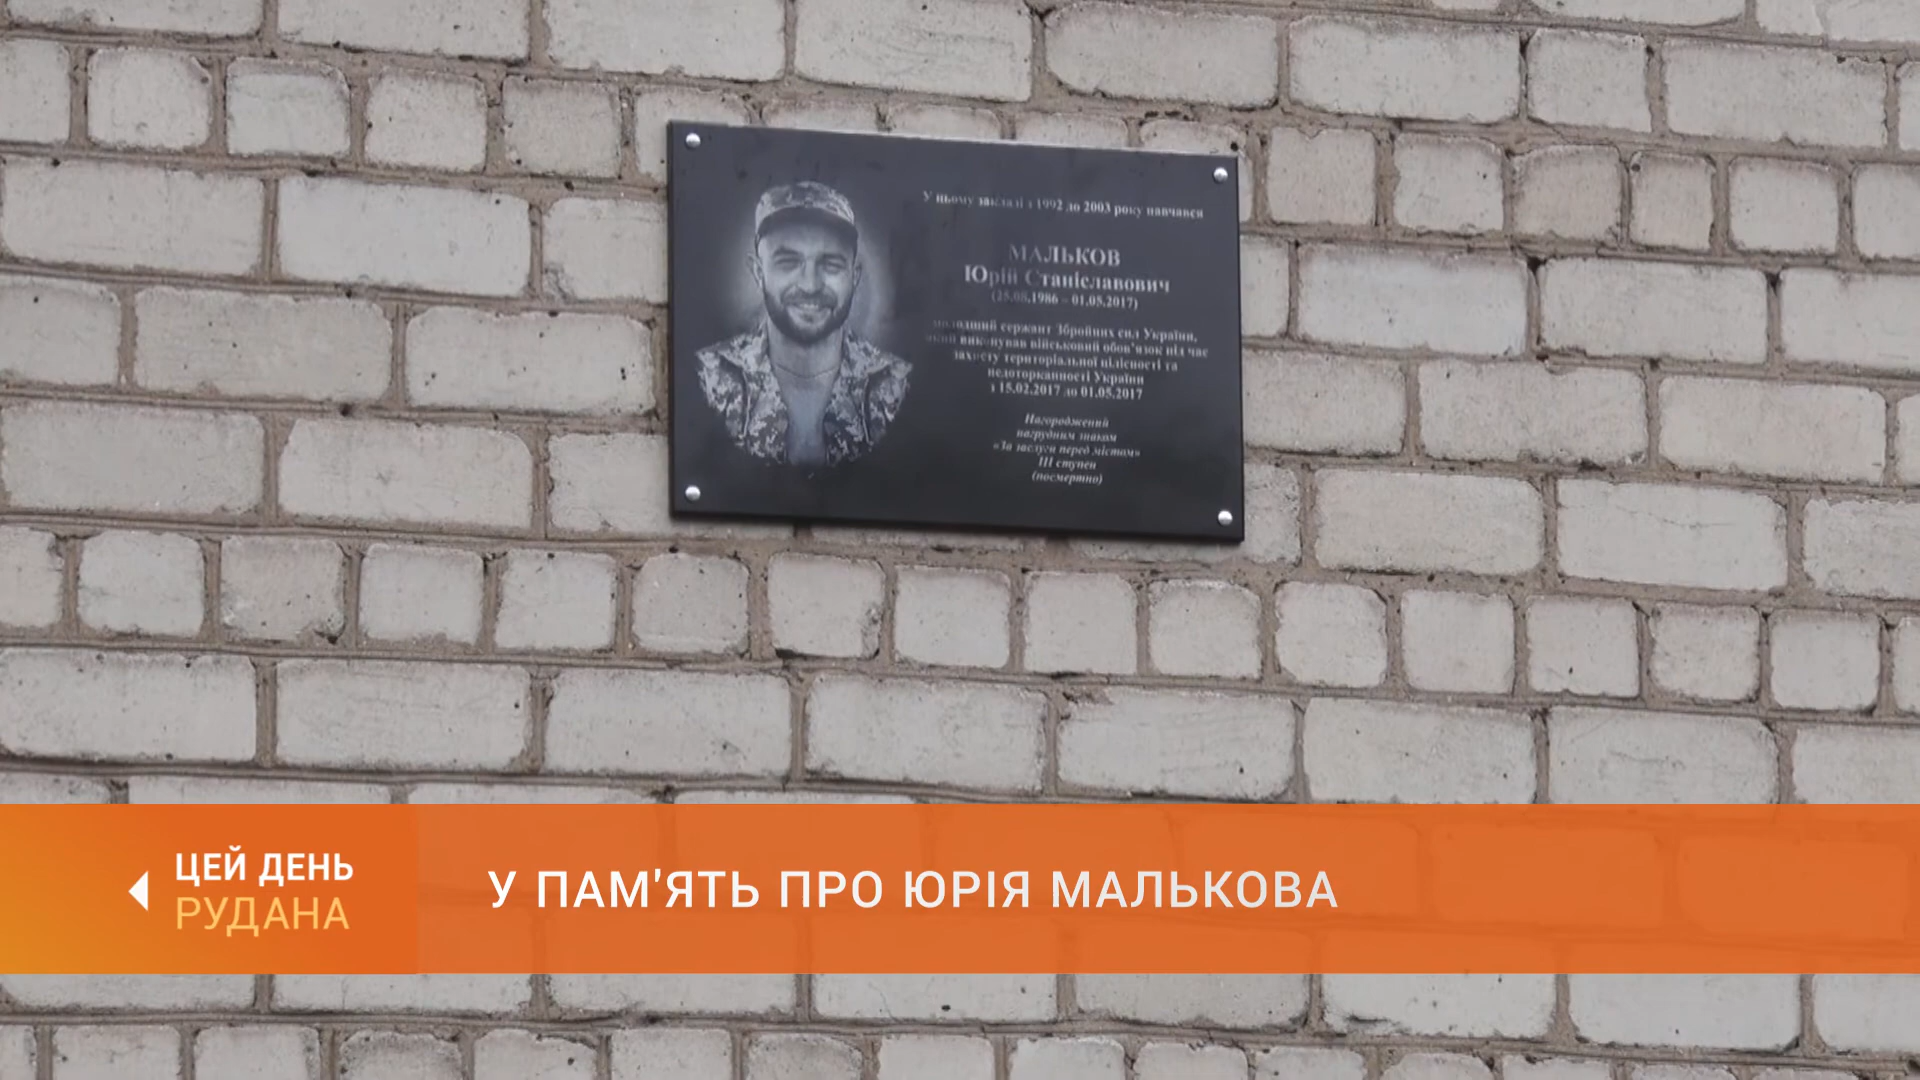 У цьому закладі з 1992 до 2003 року навчався
МАЛЬКОВ
Юрій Станіславович
(25.08.1986 – 01.05.2017)
молодший сержант Збройних сил України,
який виконував військовий обов'язок під час
захисту територіальної цілісності та
недоторканності України
з 15.02.2017 до 01.05.2017
Нагороджений
нагрудним знаком
«За заслуги перед містом»
ІІІ ступен
(посмертно)
ЦЕЙ ДЕНЬ
РУДАНА
У ПАМ'ЯТЬ ПРО ЮРІЯ МАЛЬКОВА